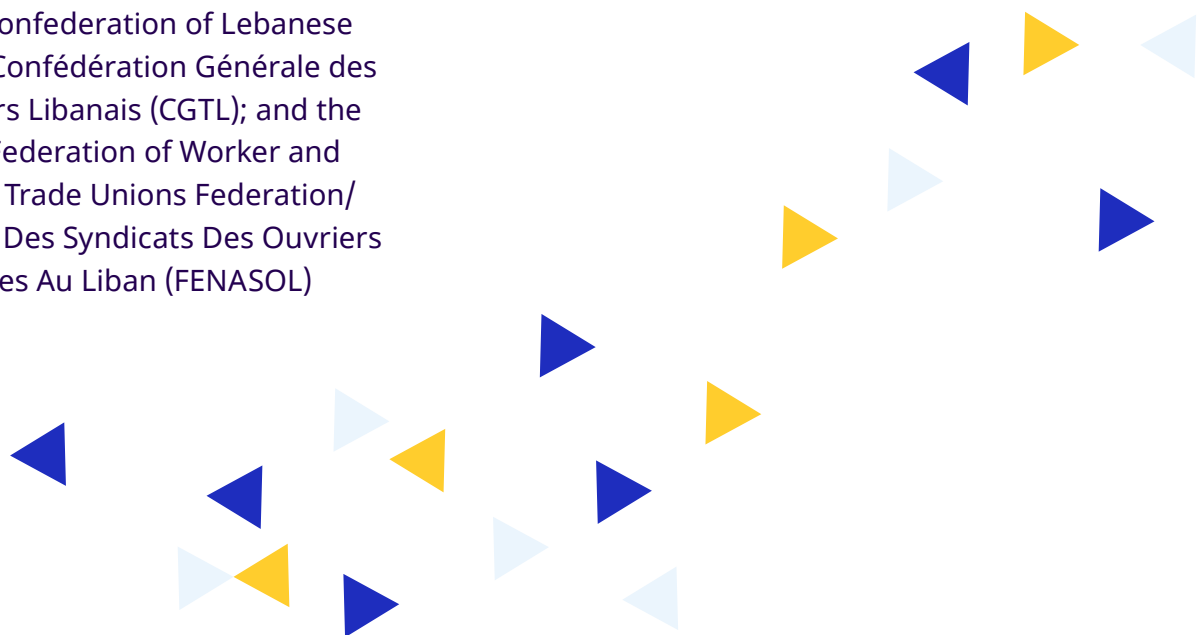 onfederation of Lebanese
Confédération Générale des
rs Libanais (CGTL); and the
Federation of Worker and
Trade Unions Federation/
Des Syndicats Des Ouvriers
es Au Liban (FENASOL)